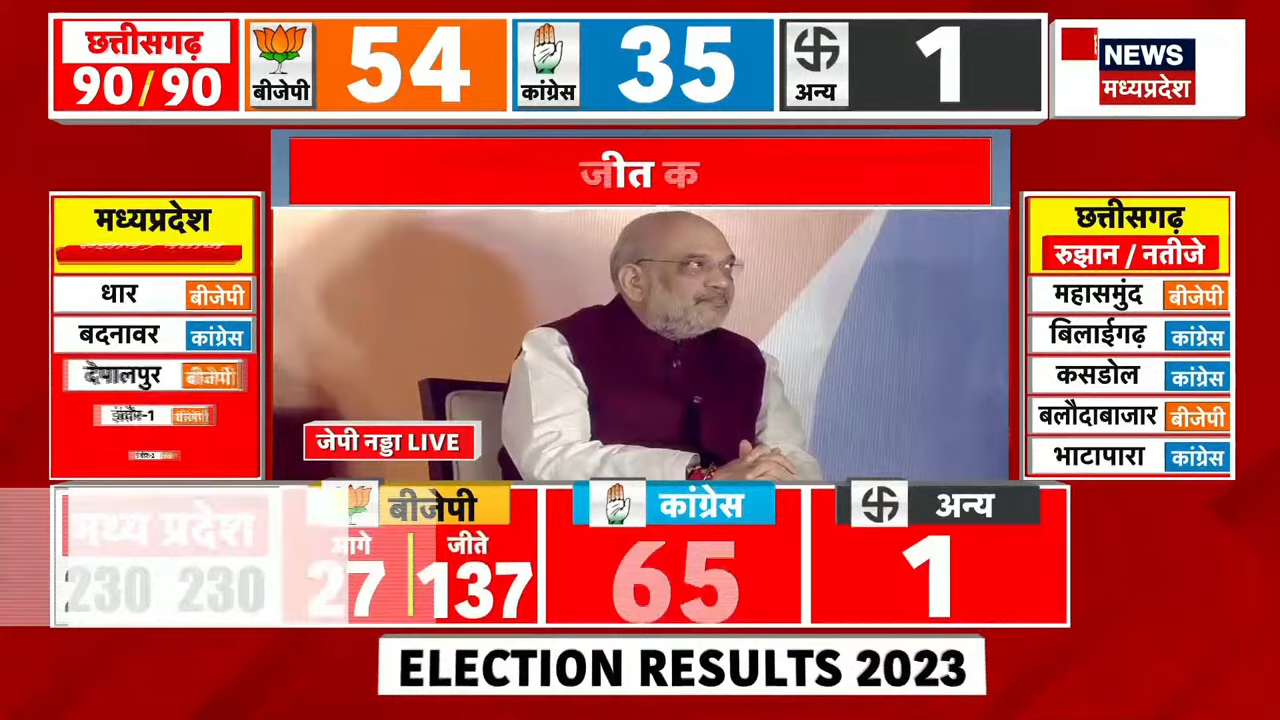 छत्तीसगढ़
90/90
बीजेपी
54
कांग्रेस
35
अन्य
1
NEWS
मध्यप्रदेश
जीत क
मध्यप्रदेश
धार बीजेपी
बदनावर कांग्रेस
देपालपुर बीजेपी
छत्तीसगढ़
रुझान / नतीजे
महासमुंद बीजेपी
बिलाईगढ़ कांग्रेस
कसडोल कांग्रेस
बलौदाबाजार बीजेपी
भाटापारा कांग्रेस
जेपी नड्डा LIVE
मध्य प्रदेश
230 230
बीजेपी
आगे जीते
27 137
कांग्रेस
65
अन्य
1
ELECTION RESULTS 2023